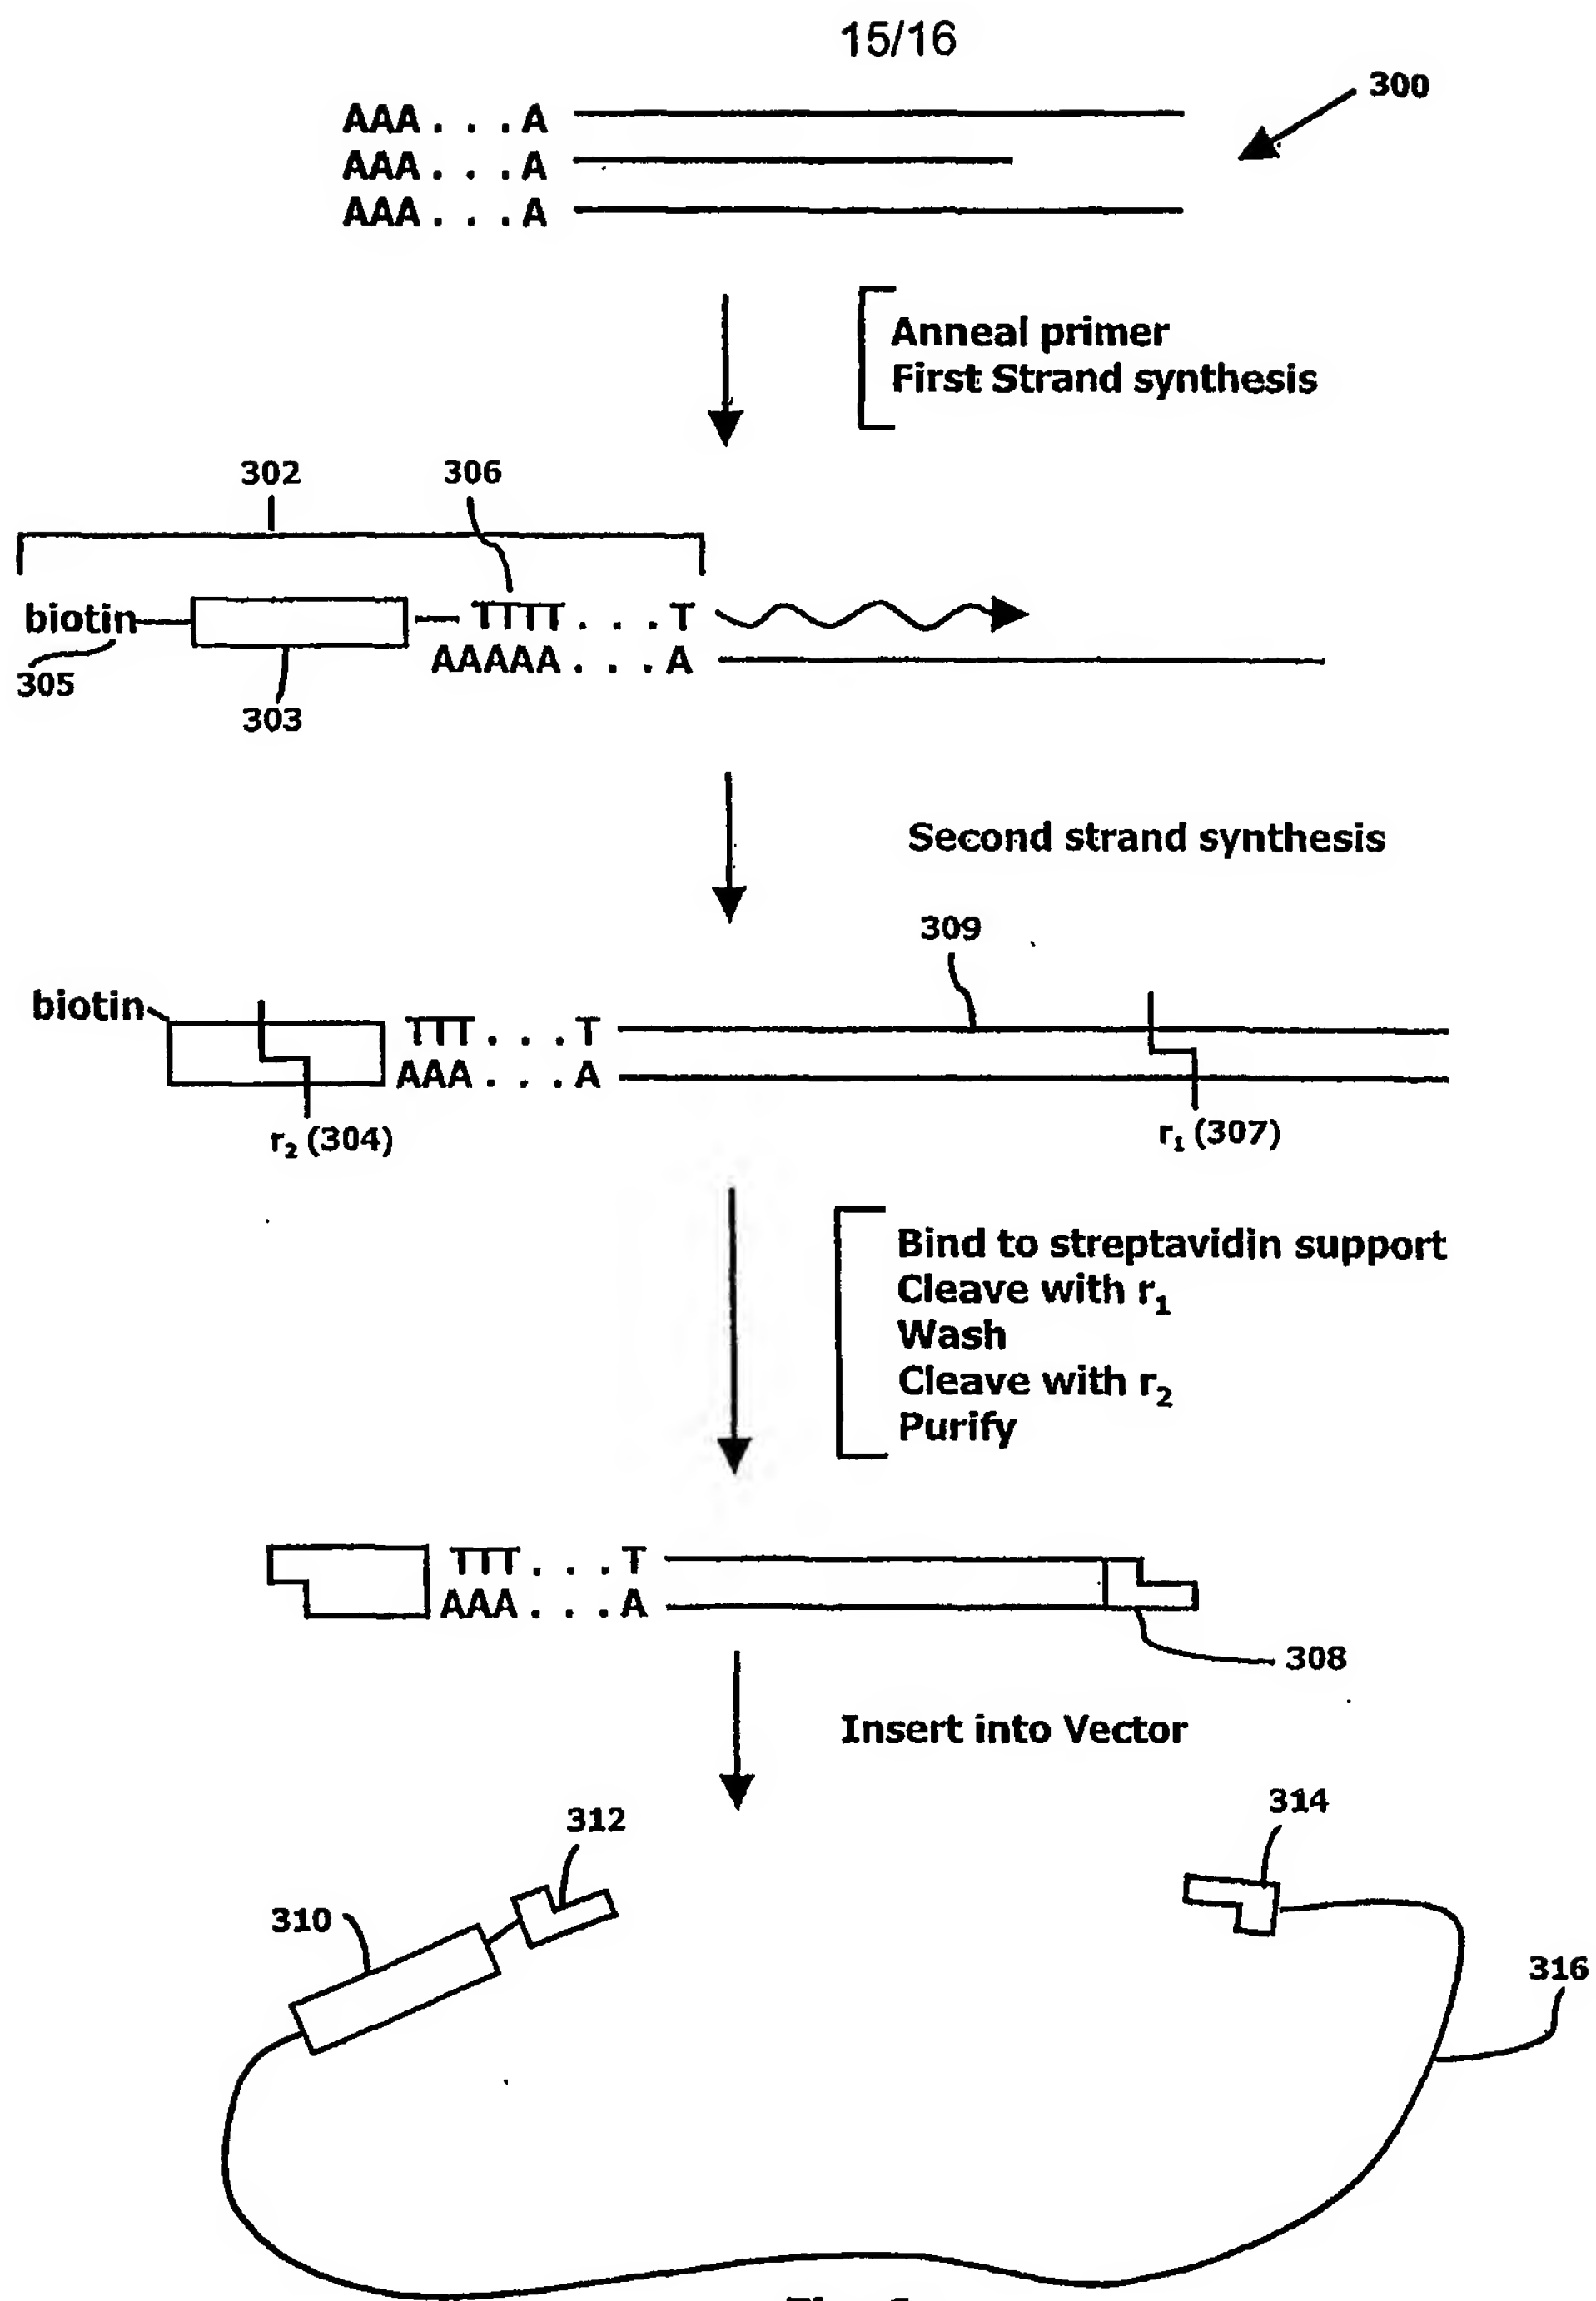 15/16
300
AAA . . . A
AAA . . . A
AAA . . . A
Anneal primer
First Strand synthesis
302
306
biotin
TTTT . . . T
AAAAA . . . A
305
303
Second strand synthesis
309
biotin
TTT . . . T
AAA . . . A
r₂ (304)
r₁ (307)
Bind to streptavidin support
Cleave with r₁
Wash
Cleave with r₂
Purify
TTT . . . T
AAA . . . A
308
Insert into Vector
312
314
310
316